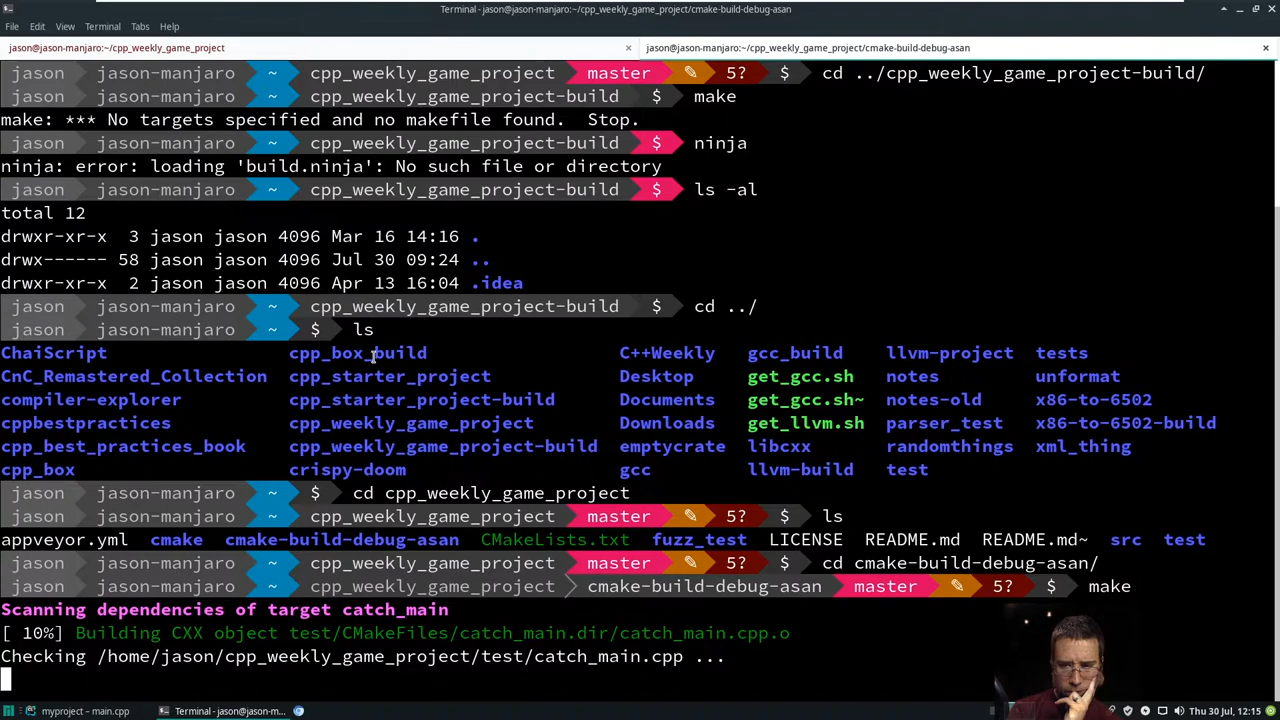 Terminal - jason@jason-manjaro:~/cpp_weekly_game_project/cmake-build-debug-asan
File Edit View Terminal Tabs Help
jason@jason-manjaro:~/cpp_weekly_game_project × jason@jason-manjaro:~/cpp_weekly_game_project/cmake-build-debug-asan ×
jason jason-manjaro ~ cpp_weekly_game_project master ✎ 5? $ cd ../cpp_weekly_game_project-build/
jason jason-manjaro ~ cpp_weekly_game_project-build $ make
make: *** No targets specified and no makefile found.  Stop.
jason jason-manjaro ~ cpp_weekly_game_project-build $ ninja
ninja: error: loading 'build.ninja': No such file or directory
jason jason-manjaro ~ cpp_weekly_game_project-build $ ls -al
total 12
drwxr-xr-x  3 jason jason 4096 Mar 16 14:16 .
drwx------ 58 jason jason 4096 Jul 30 09:24 ..
drwxr-xr-x  2 jason jason 4096 Apr 13 16:04 .idea
jason jason-manjaro ~ cpp_weekly_game_project-build $ cd ../
jason jason-manjaro ~ $ ls
ChaiScript cpp_box_build C++Weekly gcc_build llvm-project tests
CnC_Remastered_Collection cpp_starter_project Desktop get_gcc.sh notes unformat
compiler-explorer cpp_starter_project-build Documents get_gcc.sh~ notes-old x86-to-6502
cppbestpractices cpp_weekly_game_project Downloads get_llvm.sh parser_test x86-to-6502-build
cpp_best_practices_book cpp_weekly_game_project-build emptycrate libcxx randomthings xml_thing
cpp_box crispy-doom gcc llvm-build test
jason jason-manjaro ~ $ cd cpp_weekly_game_project
jason jason-manjaro ~ cpp_weekly_game_project master ✎ 5? $ ls
appveyor.yml cmake cmake-build-debug-asan CMakeLists.txt fuzz_test LICENSE README.md README.md~ src test
jason jason-manjaro ~ cpp_weekly_game_project master ✎ 5? $ cd cmake-build-debug-asan/
jason jason-manjaro ~ cpp_weekly_game_project cmake-build-debug-asan master ✎ 5? $ make
Scanning dependencies of target catch_main
[ 10%] Building CXX object test/CMakeFiles/catch_main.dir/catch_main.cpp.o
Checking /home/jason/cpp_weekly_game_project/test/catch_main.cpp ...
myproject – main.cpp Terminal - jason@jason-m... Thu 30 Jul, 12:15